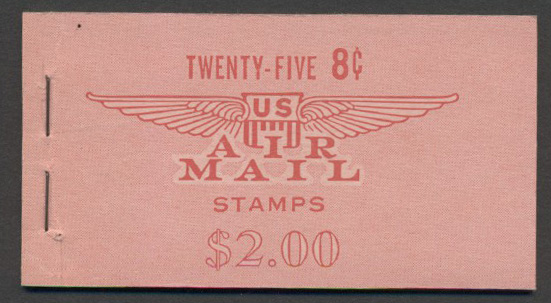 TWENTY-FIVE 8¢
US
AIR
MAIL
STAMPS
$2.00